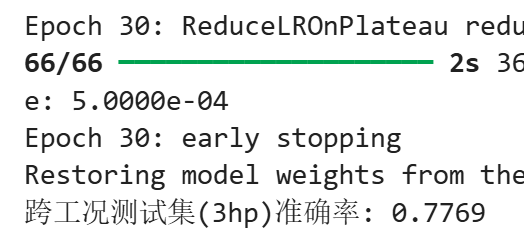 Epoch 30: ReduceLROnPlateau redu
66/66 ━━━━━━━━━━━━━━━━━━━━ 2s 36
e: 5.0000e-04
Epoch 30: early stopping
Restoring model weights from the
跨工况测试集(3hp)准确率: 0.7769